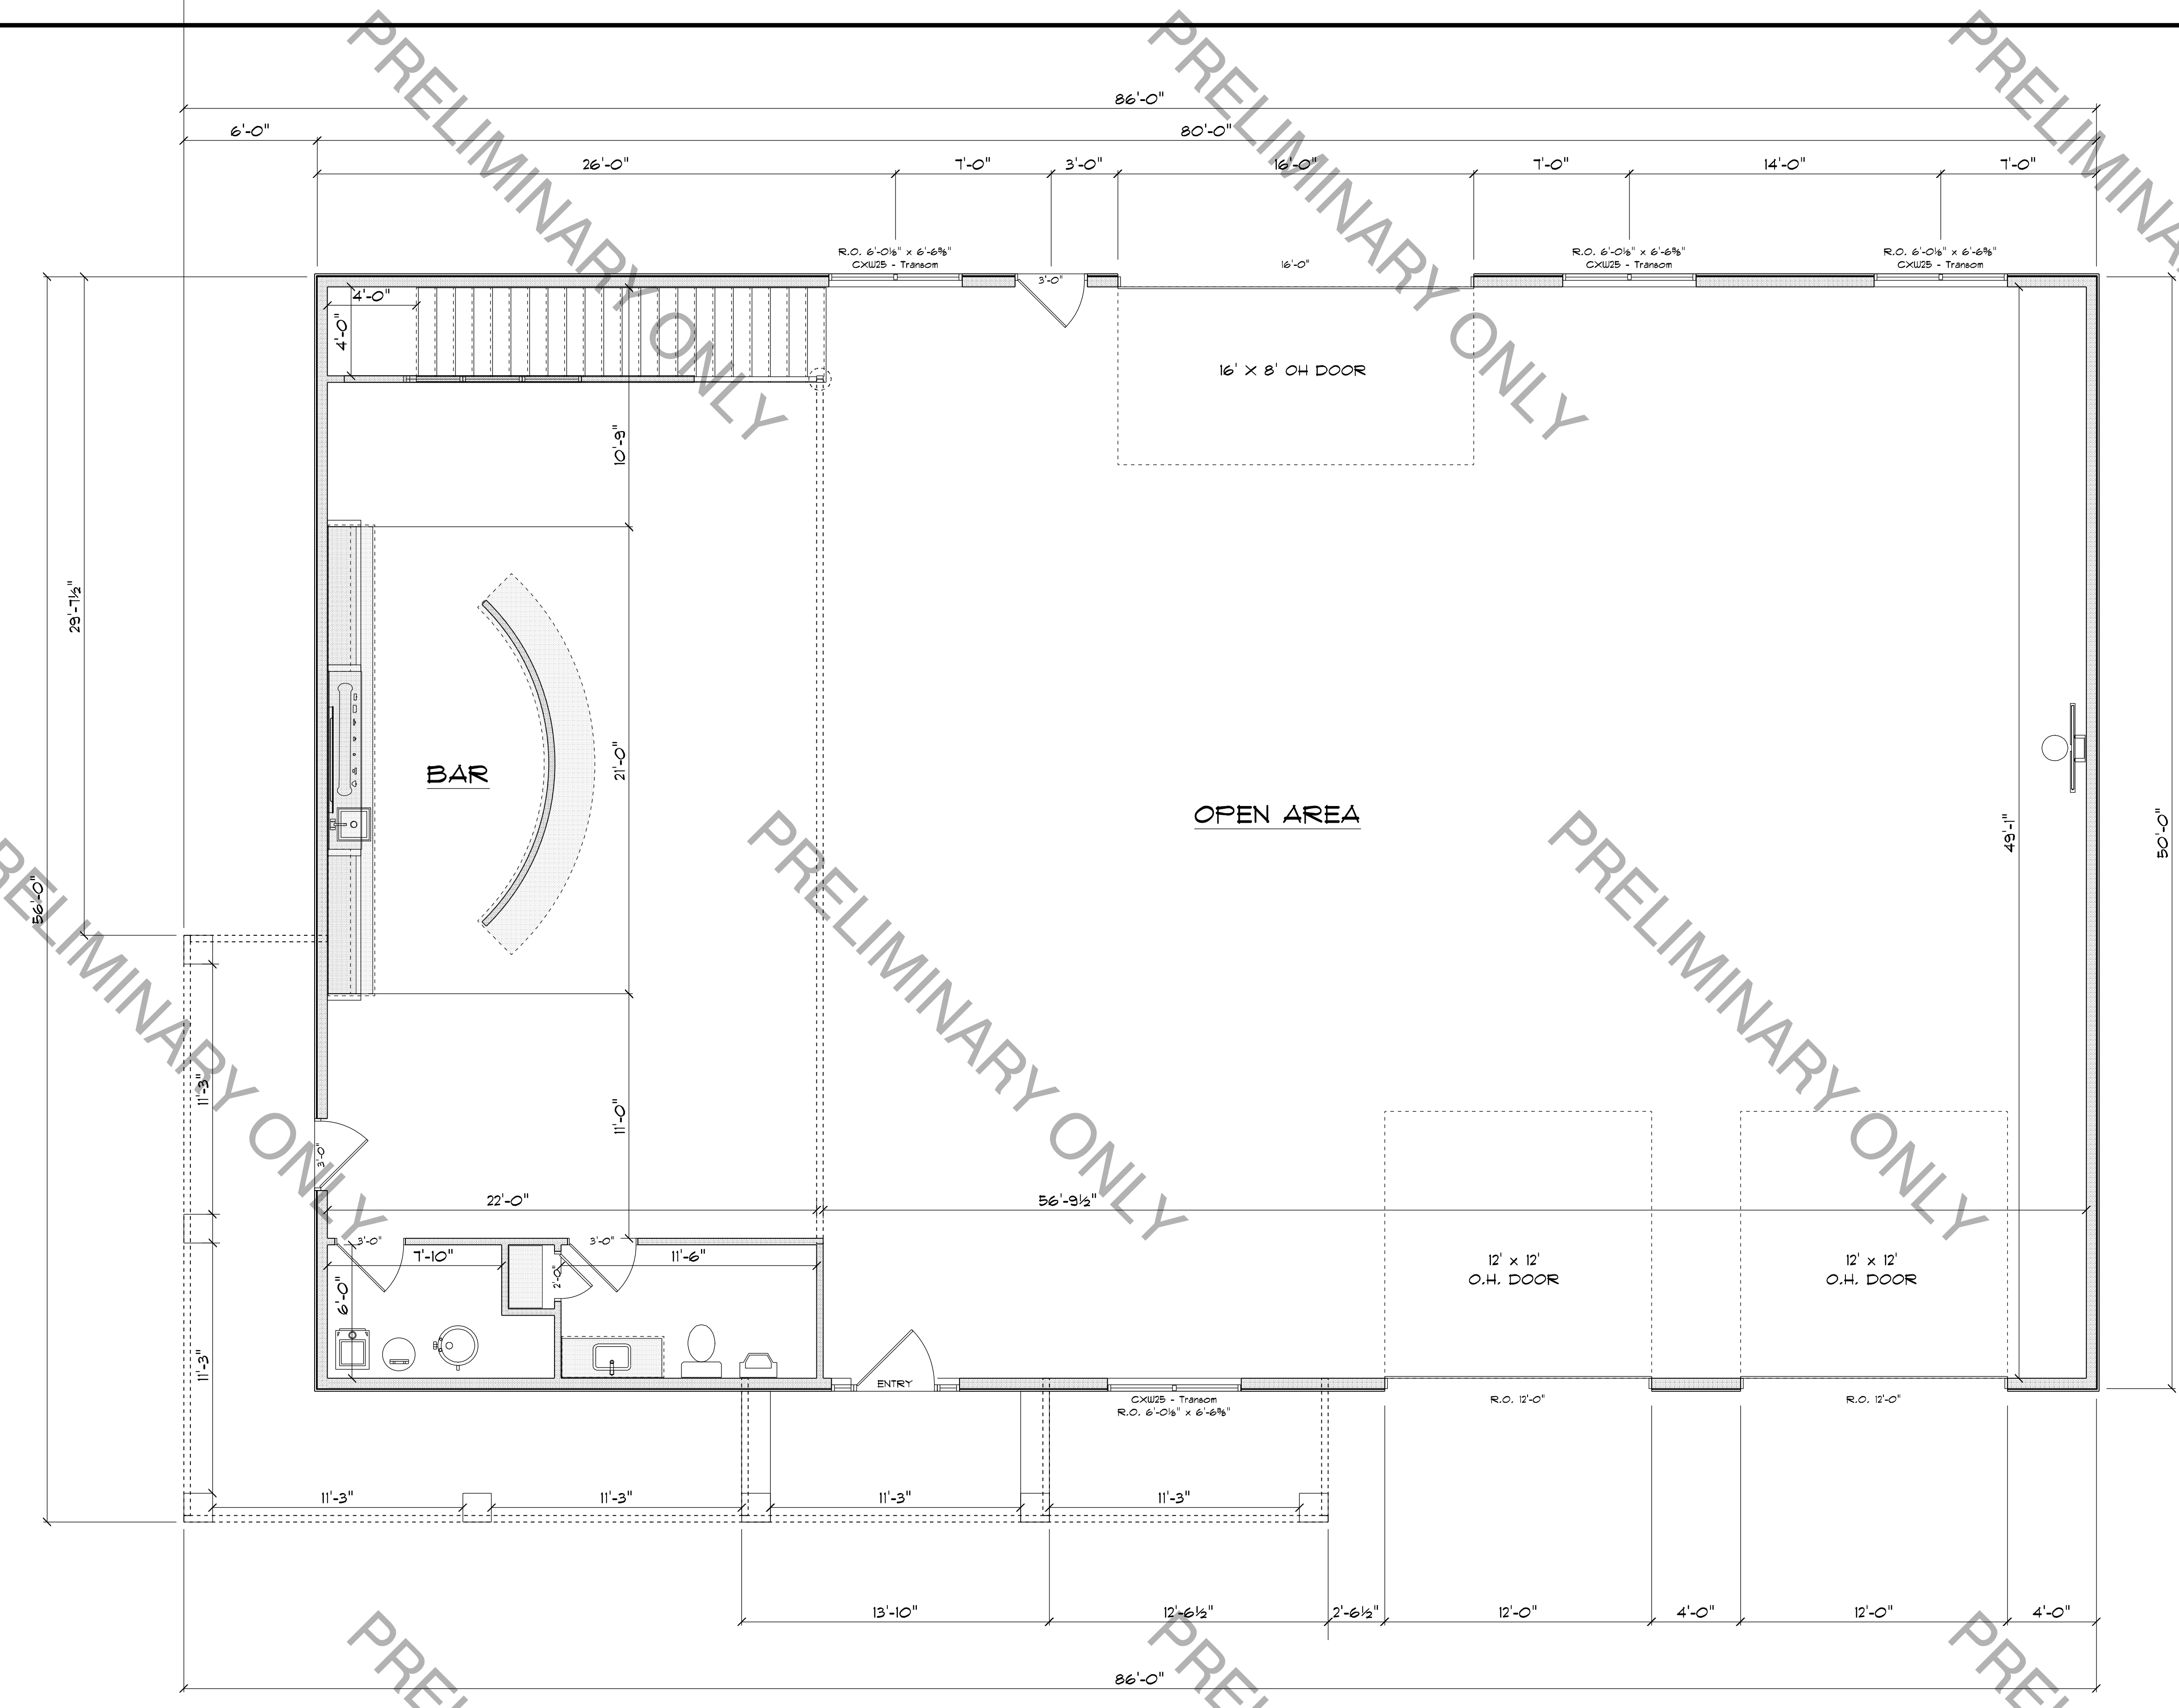 86'-0"
6'-0"
80'-0"
26'-0"
7'-0"
3'-0"
16'-0"
7'-0"
14'-0"
7'-0"
R.O. 6'-0⅛" x 6'-6⅝"
CXW25 - Transom
16'-0"
R.O. 6'-0⅛" x 6'-6⅝"
CXW25 - Transom
R.O. 6'-0⅛" x 6'-6⅝"
CXW25 - Transom
3'-0"
4'-0"
4'-0"
16' X 8' OH DOOR
10'-9"
29'-7½"
56'-0"
21'-0"
BAR
OPEN AREA
49'-1"
50'-0"
11'-3"
11'-0"
3'-0"
22'-0"
56'-9½"
3'-0"
7'-10"
3'-0"
11'-6"
2'-0"
6'-0"
12' x 12'
O.H. DOOR
12' x 12'
O.H. DOOR
11'-3"
ENTRY
CXW25 - Transom
R.O. 6'-0⅛" x 6'-6⅝"
R.O. 12'-0"
R.O. 12'-0"
11'-3"
11'-3"
11'-3"
11'-3"
13'-10"
12'-6½"
2'-6½"
12'-0"
4'-0"
12'-0"
4'-0"
86'-0"
PRELIMINARY ONLY
PRELIMINARY ONLY
PRELIMINARY
PRELIMINARY ONLY
PRELIMINARY ONLY
PRELIMINARY ONLY
PREL
PREL
PREL